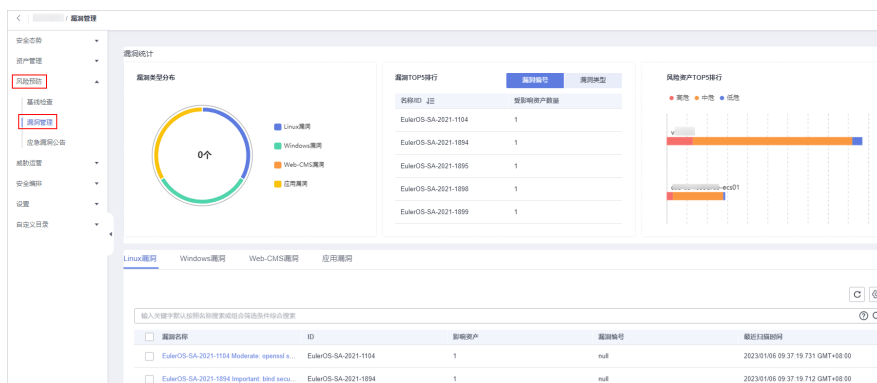 / 漏洞管理
安全态势
资产管理
风险预防
基线检查
漏洞管理
应急漏洞公告
威胁运营
安全编排
设置
自定义目录
漏洞统计
漏洞类型分布
0个
Linux漏洞
Windows漏洞
Web-CMS漏洞
应用漏洞
漏洞TOP5排行
漏洞编号 漏洞类型
名称/ID 受影响资产数量
EulerOS-SA-2021-1104 1
EulerOS-SA-2021-1894 1
EulerOS-SA-2021-1895 1
EulerOS-SA-2021-1898 1
EulerOS-SA-2021-1899 1
风险资产TOP5排行
高危 中危 低危
v
ecs01
Linux漏洞 Windows漏洞 Web-CMS漏洞 应用漏洞
输入关键字默认按照名称搜索或组合筛选条件综合搜索
漏洞名称 ID 影响资产 漏洞编号 最近扫描时间
EulerOS-SA-2021-1104 Moderate: openssl s... EulerOS-SA-2021-1104 1 null 2023/01/06 09:37:19.731 GMT+08:00
EulerOS-SA-2021-1894 Important: bind secu... EulerOS-SA-2021-1894 1 null 2023/01/06 09:37:19.712 GMT+08:00